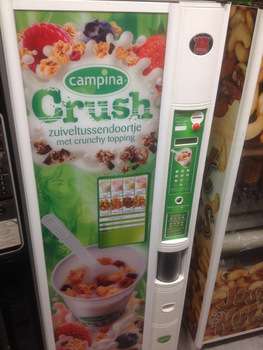 campina
Crush
zuiveltussendoortje
met crunchy topping